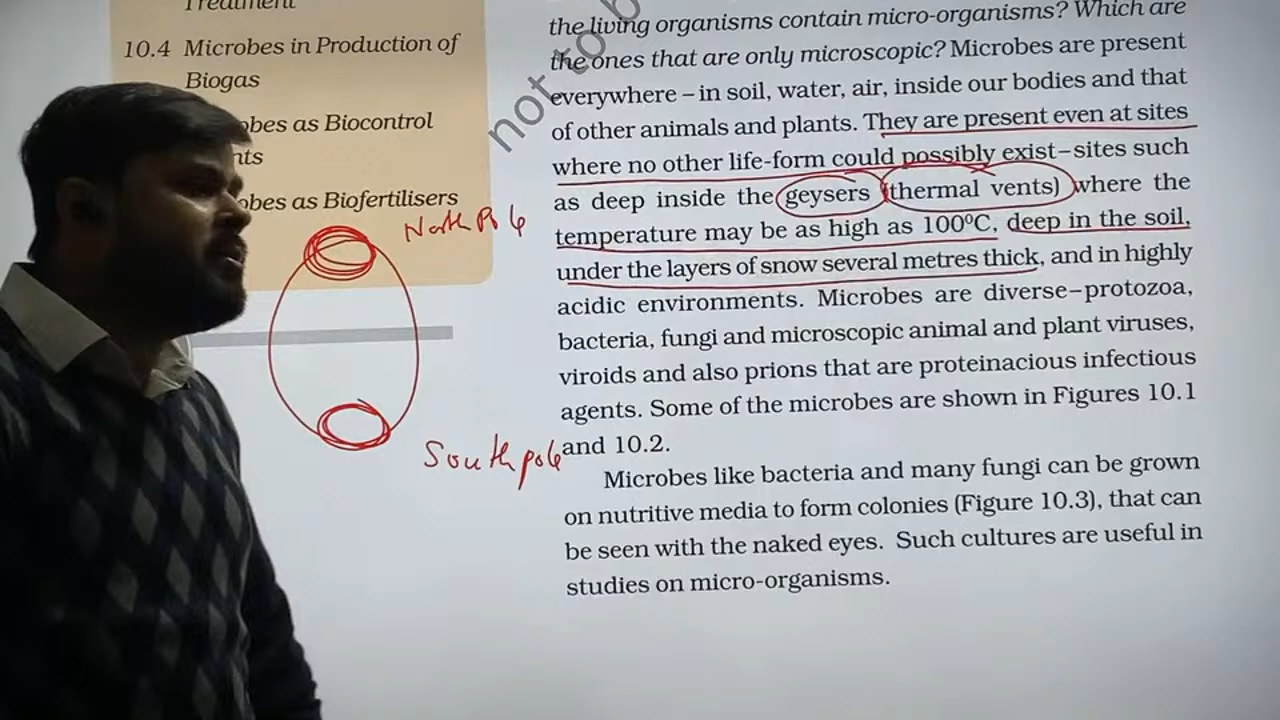 Treatment
10.4 Microbes in Production of
Biogas
obes as Biocontrol
nts
obes as Biofertilisers
North Pole
South pole
not to b
the living organisms contain micro-organisms? Which are
the ones that are only microscopic? Microbes are present
everywhere – in soil, water, air, inside our bodies and that
of other animals and plants. They are present even at sites
where no other life-form could possibly exist–sites such
as deep inside the geysers (thermal vents) where the
temperature may be as high as 100⁰C, deep in the soil,
under the layers of snow several metres thick, and in highly
acidic environments. Microbes are diverse–protozoa,
bacteria, fungi and microscopic animal and plant viruses,
viroids and also prions that are proteinacious infectious
agents. Some of the microbes are shown in Figures 10.1
and 10.2.
Microbes like bacteria and many fungi can be grown
on nutritive media to form colonies (Figure 10.3), that can
be seen with the naked eyes. Such cultures are useful in
studies on micro-organisms.